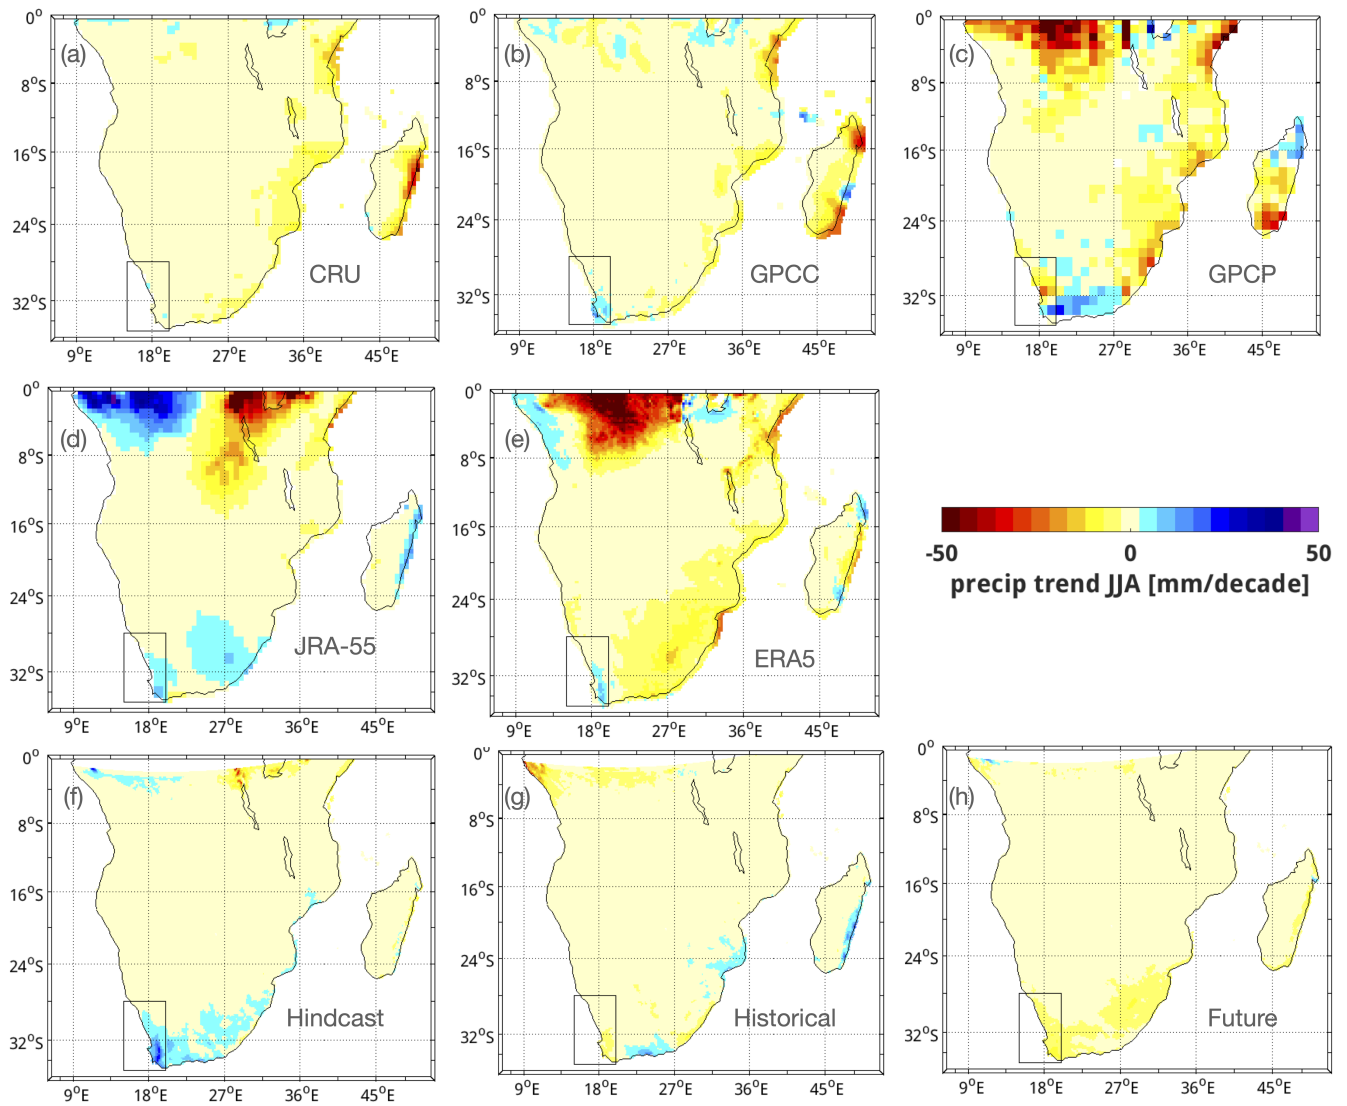 0°
8°S
16°S
24°S
32°S
(a)
CRU
9°E 18°E 27°E 36°E 45°E
0°
8°S
16°S
24°S
32°S
(b)
GPCC
9°E 18°E 27°E 36°E 45°E
0°
8°S
16°S
24°S
32°S
(c)
GPCP
9°E 18°E 27°E 36°E 45°E
0°
8°S
16°S
24°S
32°S
(d)
JRA-55
9°E 18°E 27°E 36°E 45°E
0°
8°S
16°S
24°S
32°S
(e)
ERA5
9°E 18°E 27°E 36°E 45°E
-50 0 50
precip trend JJA [mm/decade]
0°
8°S
16°S
24°S
32°S
(f)
Hindcast
9°E 18°E 27°E 36°E 45°E
0°
8°S
16°S
24°S
32°S
(g)
Historical
9°E 18°E 27°E 36°E 45°E
0°
8°S
16°S
24°S
32°S
(h)
Future
9°E 18°E 27°E 36°E 45°E